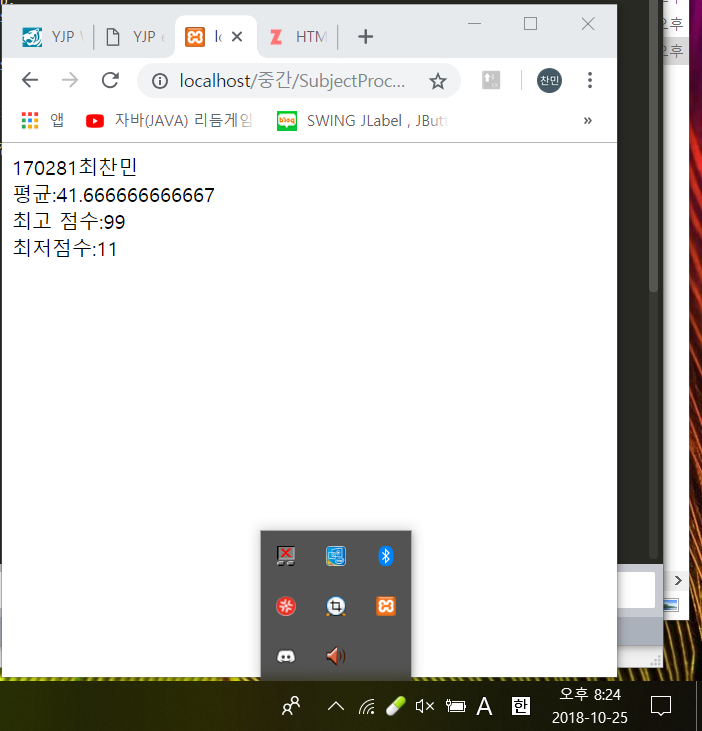 오후
YJP
YJP
HTM
오후
localhost/중간/SubjectProc...
찬민
앱
자바(JAVA) 리듬게임
blog
SWING JLabel , JButt
»
170281최찬민
평균:41.666666666667
최고 점수:99
최저점수:11
A
한
오후 8:24
2018-10-25